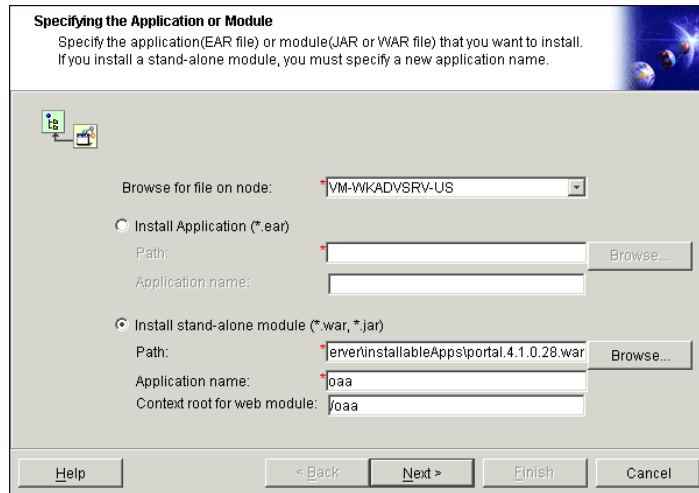 Specifying the Application or Module
Specify the application(EAR file) or module(JAR or WAR file) that you want to install.
If you install a stand-alone module, you must specify a new application name.
Browse for file on node: *VM-WKADVSRV-US
Install Application (*.ear)
Path: * Browse...
Application name:
Install stand-alone module (*.war, *.jar)
Path: *erver\installableApps\portal.4.1.0.28.war Browse...
Application name: *oaa
Context root for web module: /oaa
Help < Back Next > Finish Cancel